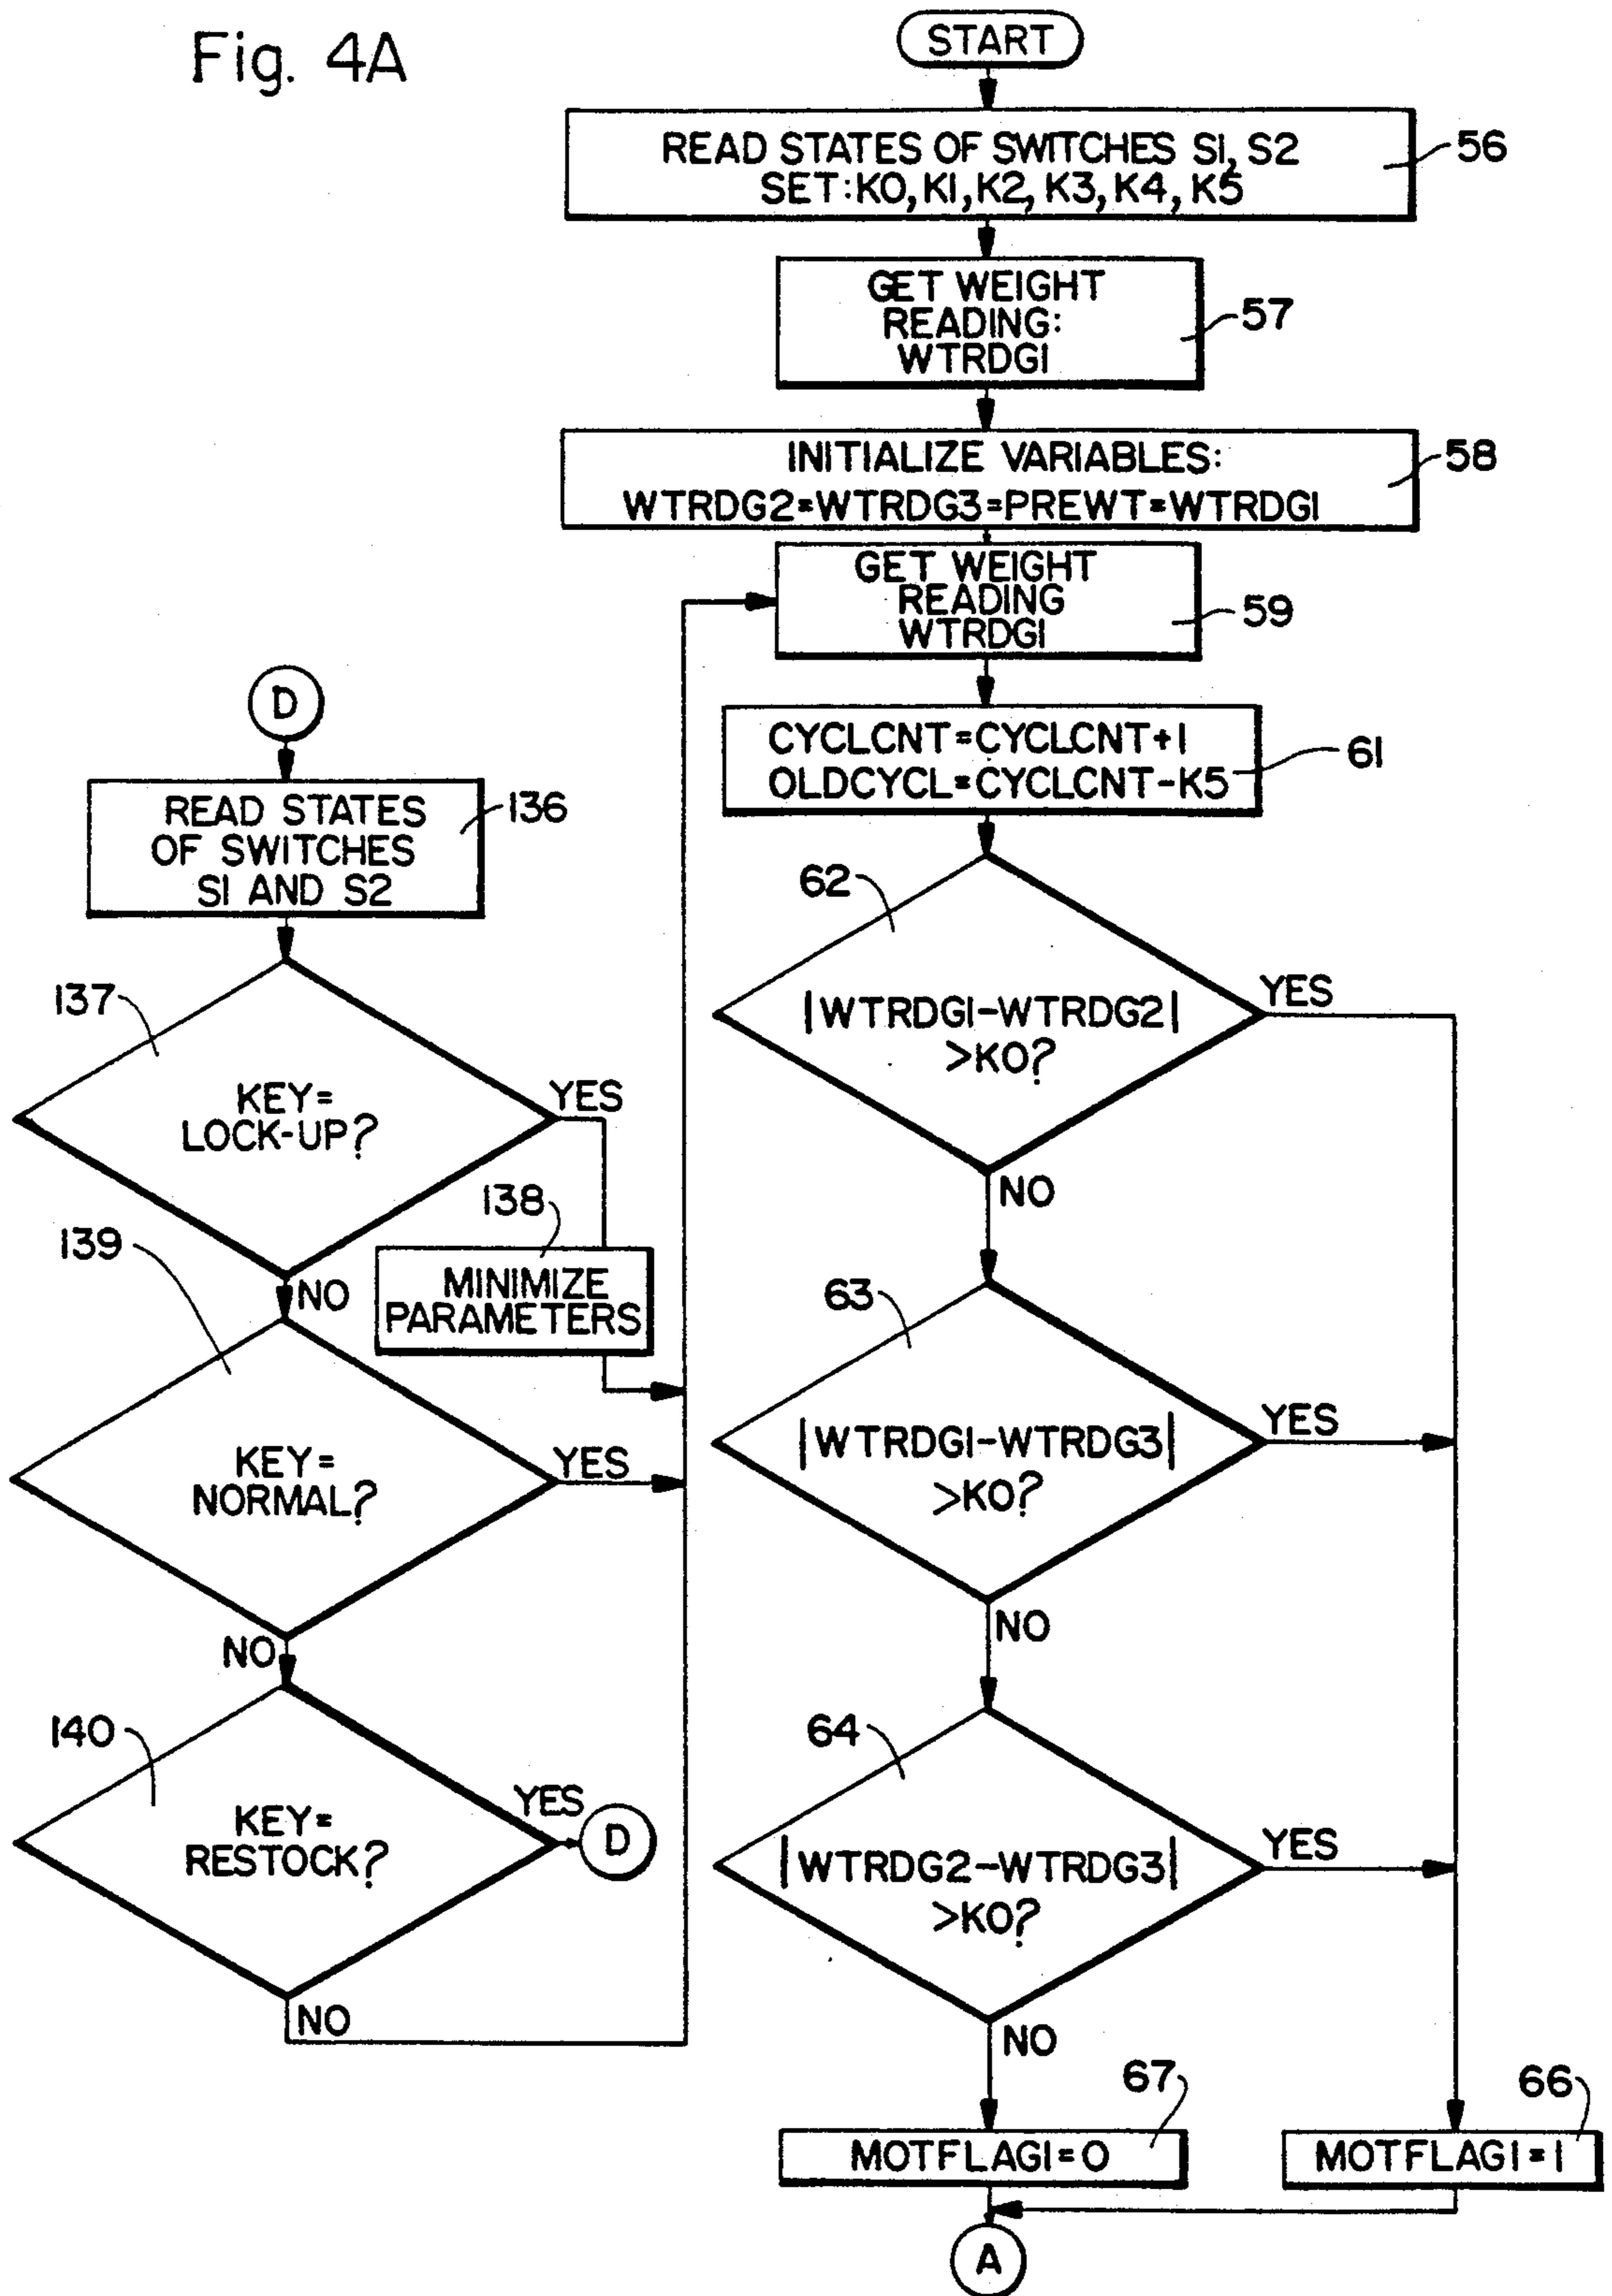 Fig. 4A
START
READ STATES OF SWITCHES S1, S2
SET:K0, K1, K2, K3, K4, K5
56
GET WEIGHT
READING:
WTRDG1
57
INITIALIZE VARIABLES:
WTRDG2=WTRDG3=PREWT=WTRDG1
58
GET WEIGHT
READING
WTRDG1
59
CYCLCNT=CYCLCNT+1
OLDCYCL=CYCLCNT-K5
61
62
|WTRDG1-WTRDG2|
>K0?
YES
NO
63
|WTRDG1-WTRDG3|
>K0?
YES
NO
64
|WTRDG2-WTRDG3|
>K0?
YES
NO
67
MOTFLAG1=0
66
MOTFLAG1=1
A
D
READ STATES
OF SWITCHES
S1 AND S2
136
137
KEY=
LOCK-UP?
YES
NO
138
MINIMIZE
PARAMETERS
139
KEY=
NORMAL?
YES
NO
140
KEY=
RESTOCK?
YES
D
NO